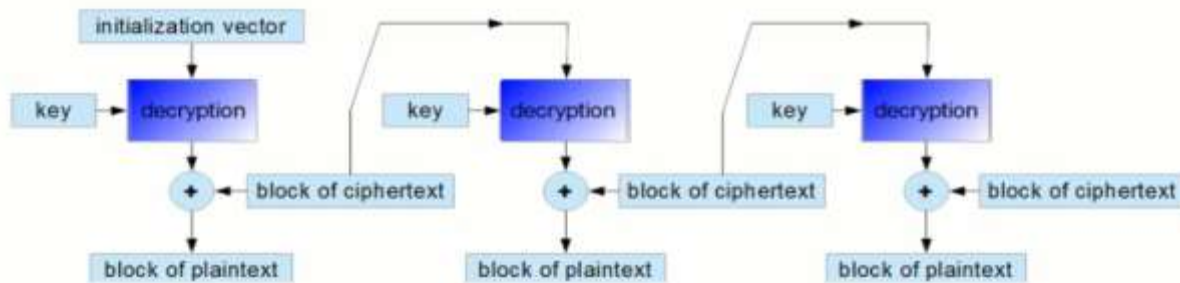 initialization vector
key
decryption
key
decryption
key
decryption
+
block of ciphertext
+
block of ciphertext
+
block of ciphertext
block of plaintext
block of plaintext
block of plaintext